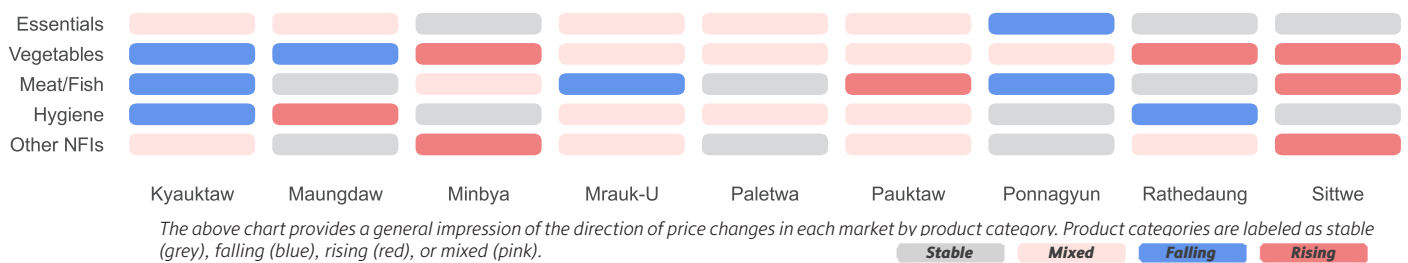 Essentials
Vegetables
Meat/Fish
Hygiene
Other NFIs
Kyauktaw Maungdaw Minbya Mrauk-U Paletwa Pauktaw Ponnagyun Rathedaung Sittwe
The above chart provides a general impression of the direction of price changes in each market by product category. Product categories are labeled as stable
(grey), falling (blue), rising (red), or mixed (pink).
Stable Mixed Falling Rising